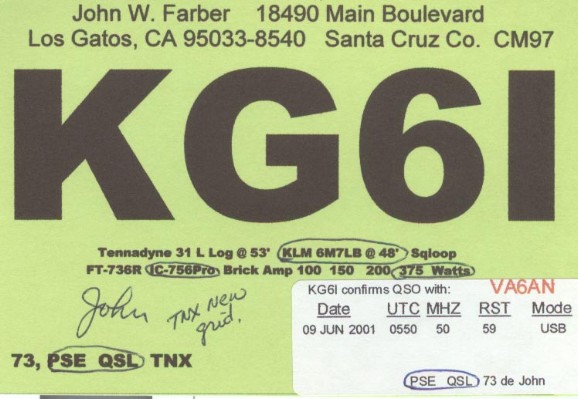 John W. Farber 18490 Main Boulevard
Los Gatos, CA 95033-8540 Santa Cruz Co. CM97
KG6I
Tennadyne 31 L Log @ 53' KLM 6M7LB @ 48' Sqloop
FT-736R IC-756Pro Brick Amp 100 150 200 375 Watts
John TNX New
grid.
73, PSE QSL TNX
KG6I confirms QSO with: VA6AN
Date UTC MHZ RST Mode
09 JUN 2001 0550 50 59 USB
PSE QSL 73 de John